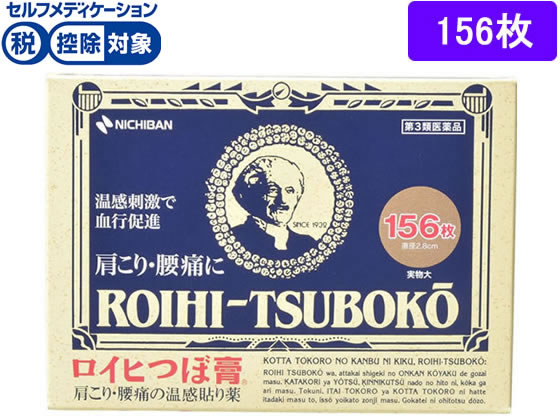 セルフメディケーション
税 控除 対象
156枚
NICHIBAN
第3類医薬品
温感刺激で
血行促進
SINCE 1932
156枚
直径2.8cm
実物大
肩こり・腰痛に
ROIHI-TSUBOKŌ
ロイヒつぼ膏®
肩こり・腰痛の温感貼り薬
KOTTA TOKORO NO KANBU NI KIKU, ROIHI-TSUBOKŌ:
ROIHI TSUBOKŌ wa, attakai shigeki no ONKAN KŌYAKU de gozai
masu. KATAKORI ya YŌTSŪ, KINNIKUTSŪ nado no hito ni, kōka ga
ari masu. Tokuni, ITAI TOKORO ya KOTTA TOKORO ni hatte
itadaki masu to, issō yoikato zonji masu. Gokatei ni ohitotsu dōzo.